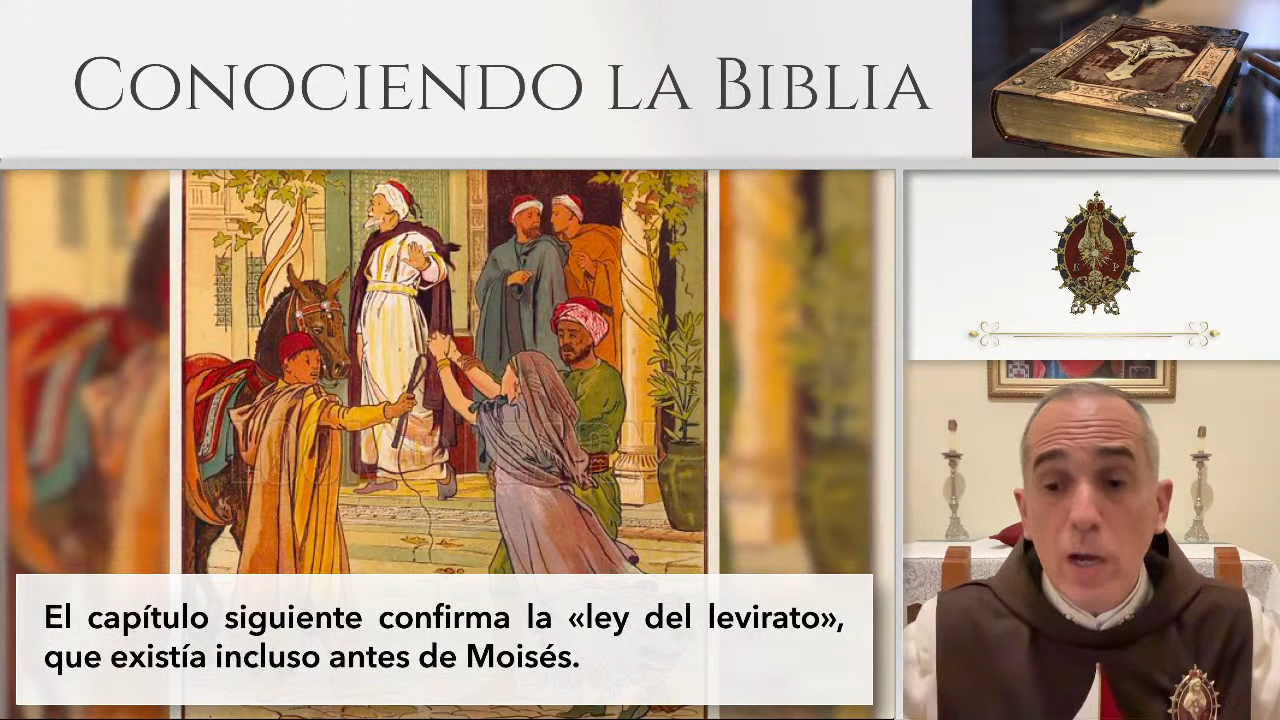 CONOCIENDO LA BIBLIA
El capítulo siguiente confirma la «ley del levirato»,
que existía incluso antes de Moisés.